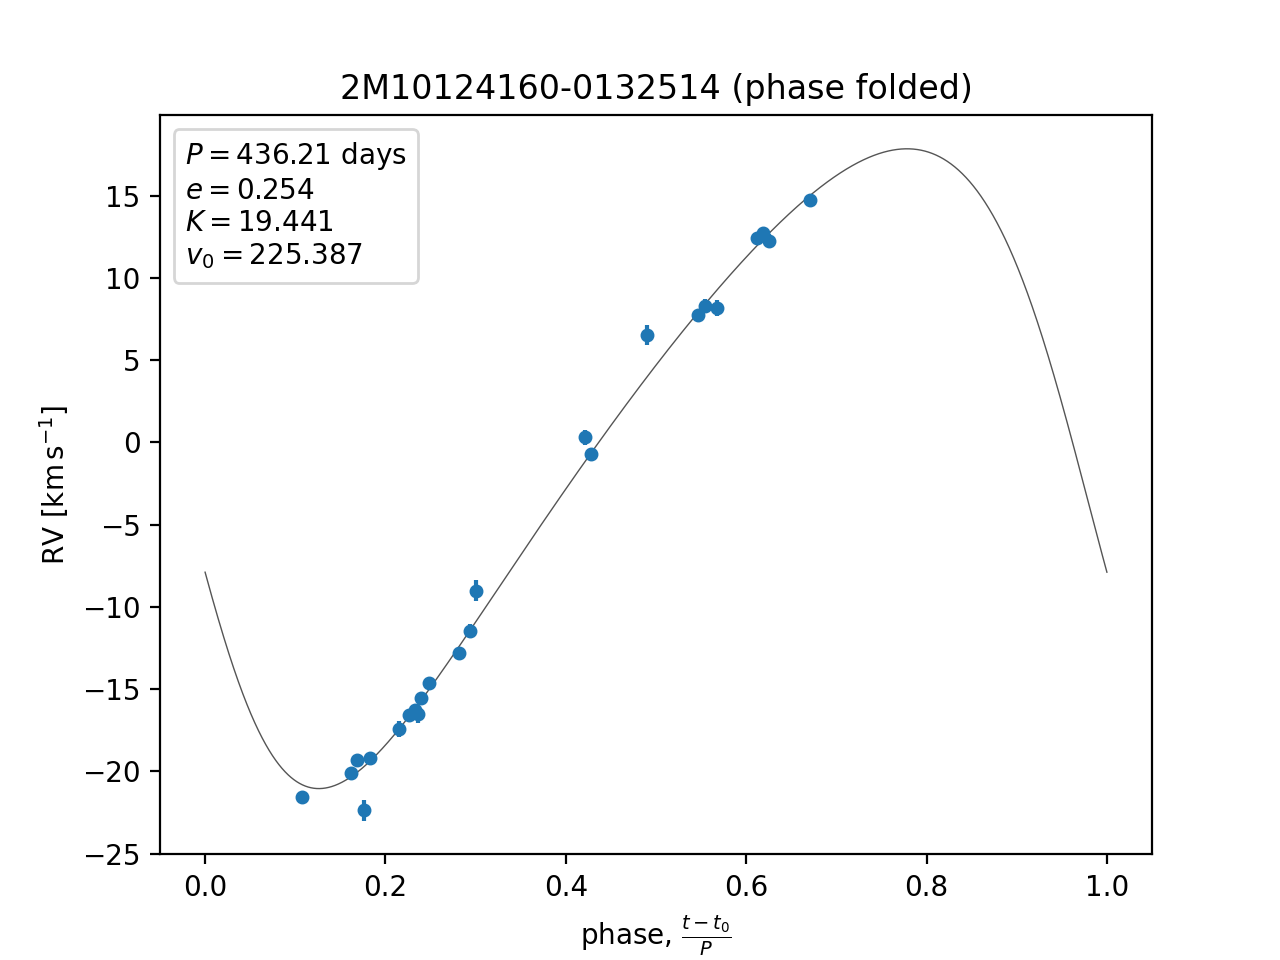 2M10124160-0132514 (phase folded)
P = 436.21 days
e = 0.254
K = 19.441
v₀ = 225.387
15
10
5
0
−5
−10
−15
−20
−25
RV [km s⁻¹]
0.0 0.2 0.4 0.6 0.8 1.0
phase, (t − t₀)/P